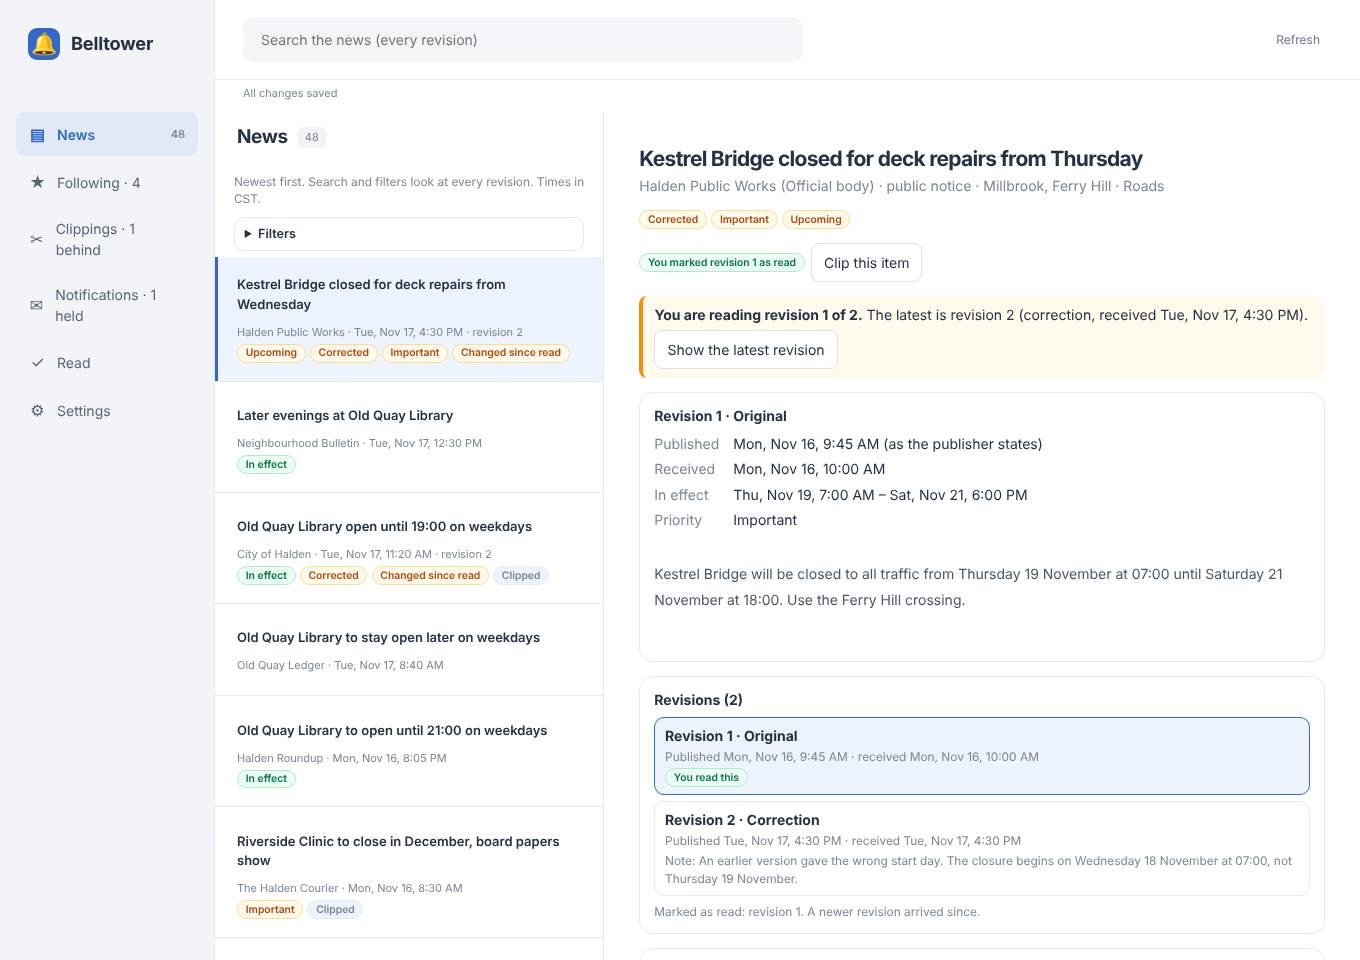 Belltower
Search the news (every revision)
Refresh
All changes saved
News 48
Following · 4
Clippings · 1
behind
Notifications · 1
held
Read
Settings
News 48
Newest first. Search and filters look at every revision. Times in
CST.
Filters
Kestrel Bridge closed for deck repairs from
Wednesday
Halden Public Works · Tue, Nov 17, 4:30 PM · revision 2
Upcoming Corrected Important Changed since read
Later evenings at Old Quay Library
Neighbourhood Bulletin · Tue, Nov 17, 12:30 PM
In effect
Old Quay Library open until 19:00 on weekdays
City of Halden · Tue, Nov 17, 11:20 AM · revision 2
In effect Corrected Changed since read Clipped
Old Quay Library to stay open later on weekdays
Old Quay Ledger · Tue, Nov 17, 8:40 AM
Old Quay Library to open until 21:00 on weekdays
Halden Roundup · Mon, Nov 16, 8:05 PM
In effect
Riverside Clinic to close in December, board papers
show
The Halden Courier · Mon, Nov 16, 8:30 AM
Important Clipped
Kestrel Bridge closed for deck repairs from Thursday
Halden Public Works (Official body) · public notice · Millbrook, Ferry Hill · Roads
Corrected Important Upcoming
You marked revision 1 as read Clip this item
You are reading revision 1 of 2. The latest is revision 2 (correction, received Tue, Nov 17, 4:30 PM).
Show the latest revision
Revision 1 · Original
Published Mon, Nov 16, 9:45 AM (as the publisher states)
Received Mon, Nov 16, 10:00 AM
In effect Thu, Nov 19, 7:00 AM – Sat, Nov 21, 6:00 PM
Priority Important
Kestrel Bridge will be closed to all traffic from Thursday 19 November at 07:00 until Saturday 21
November at 18:00. Use the Ferry Hill crossing.
Revisions (2)
Revision 1 · Original
Published Mon, Nov 16, 9:45 AM · received Mon, Nov 16, 10:00 AM
You read this
Revision 2 · Correction
Published Tue, Nov 17, 4:30 PM · received Tue, Nov 17, 4:30 PM
Note: An earlier version gave the wrong start day. The closure begins on Wednesday 18 November at 07:00, not
Thursday 19 November.
Marked as read: revision 1. A newer revision arrived since.